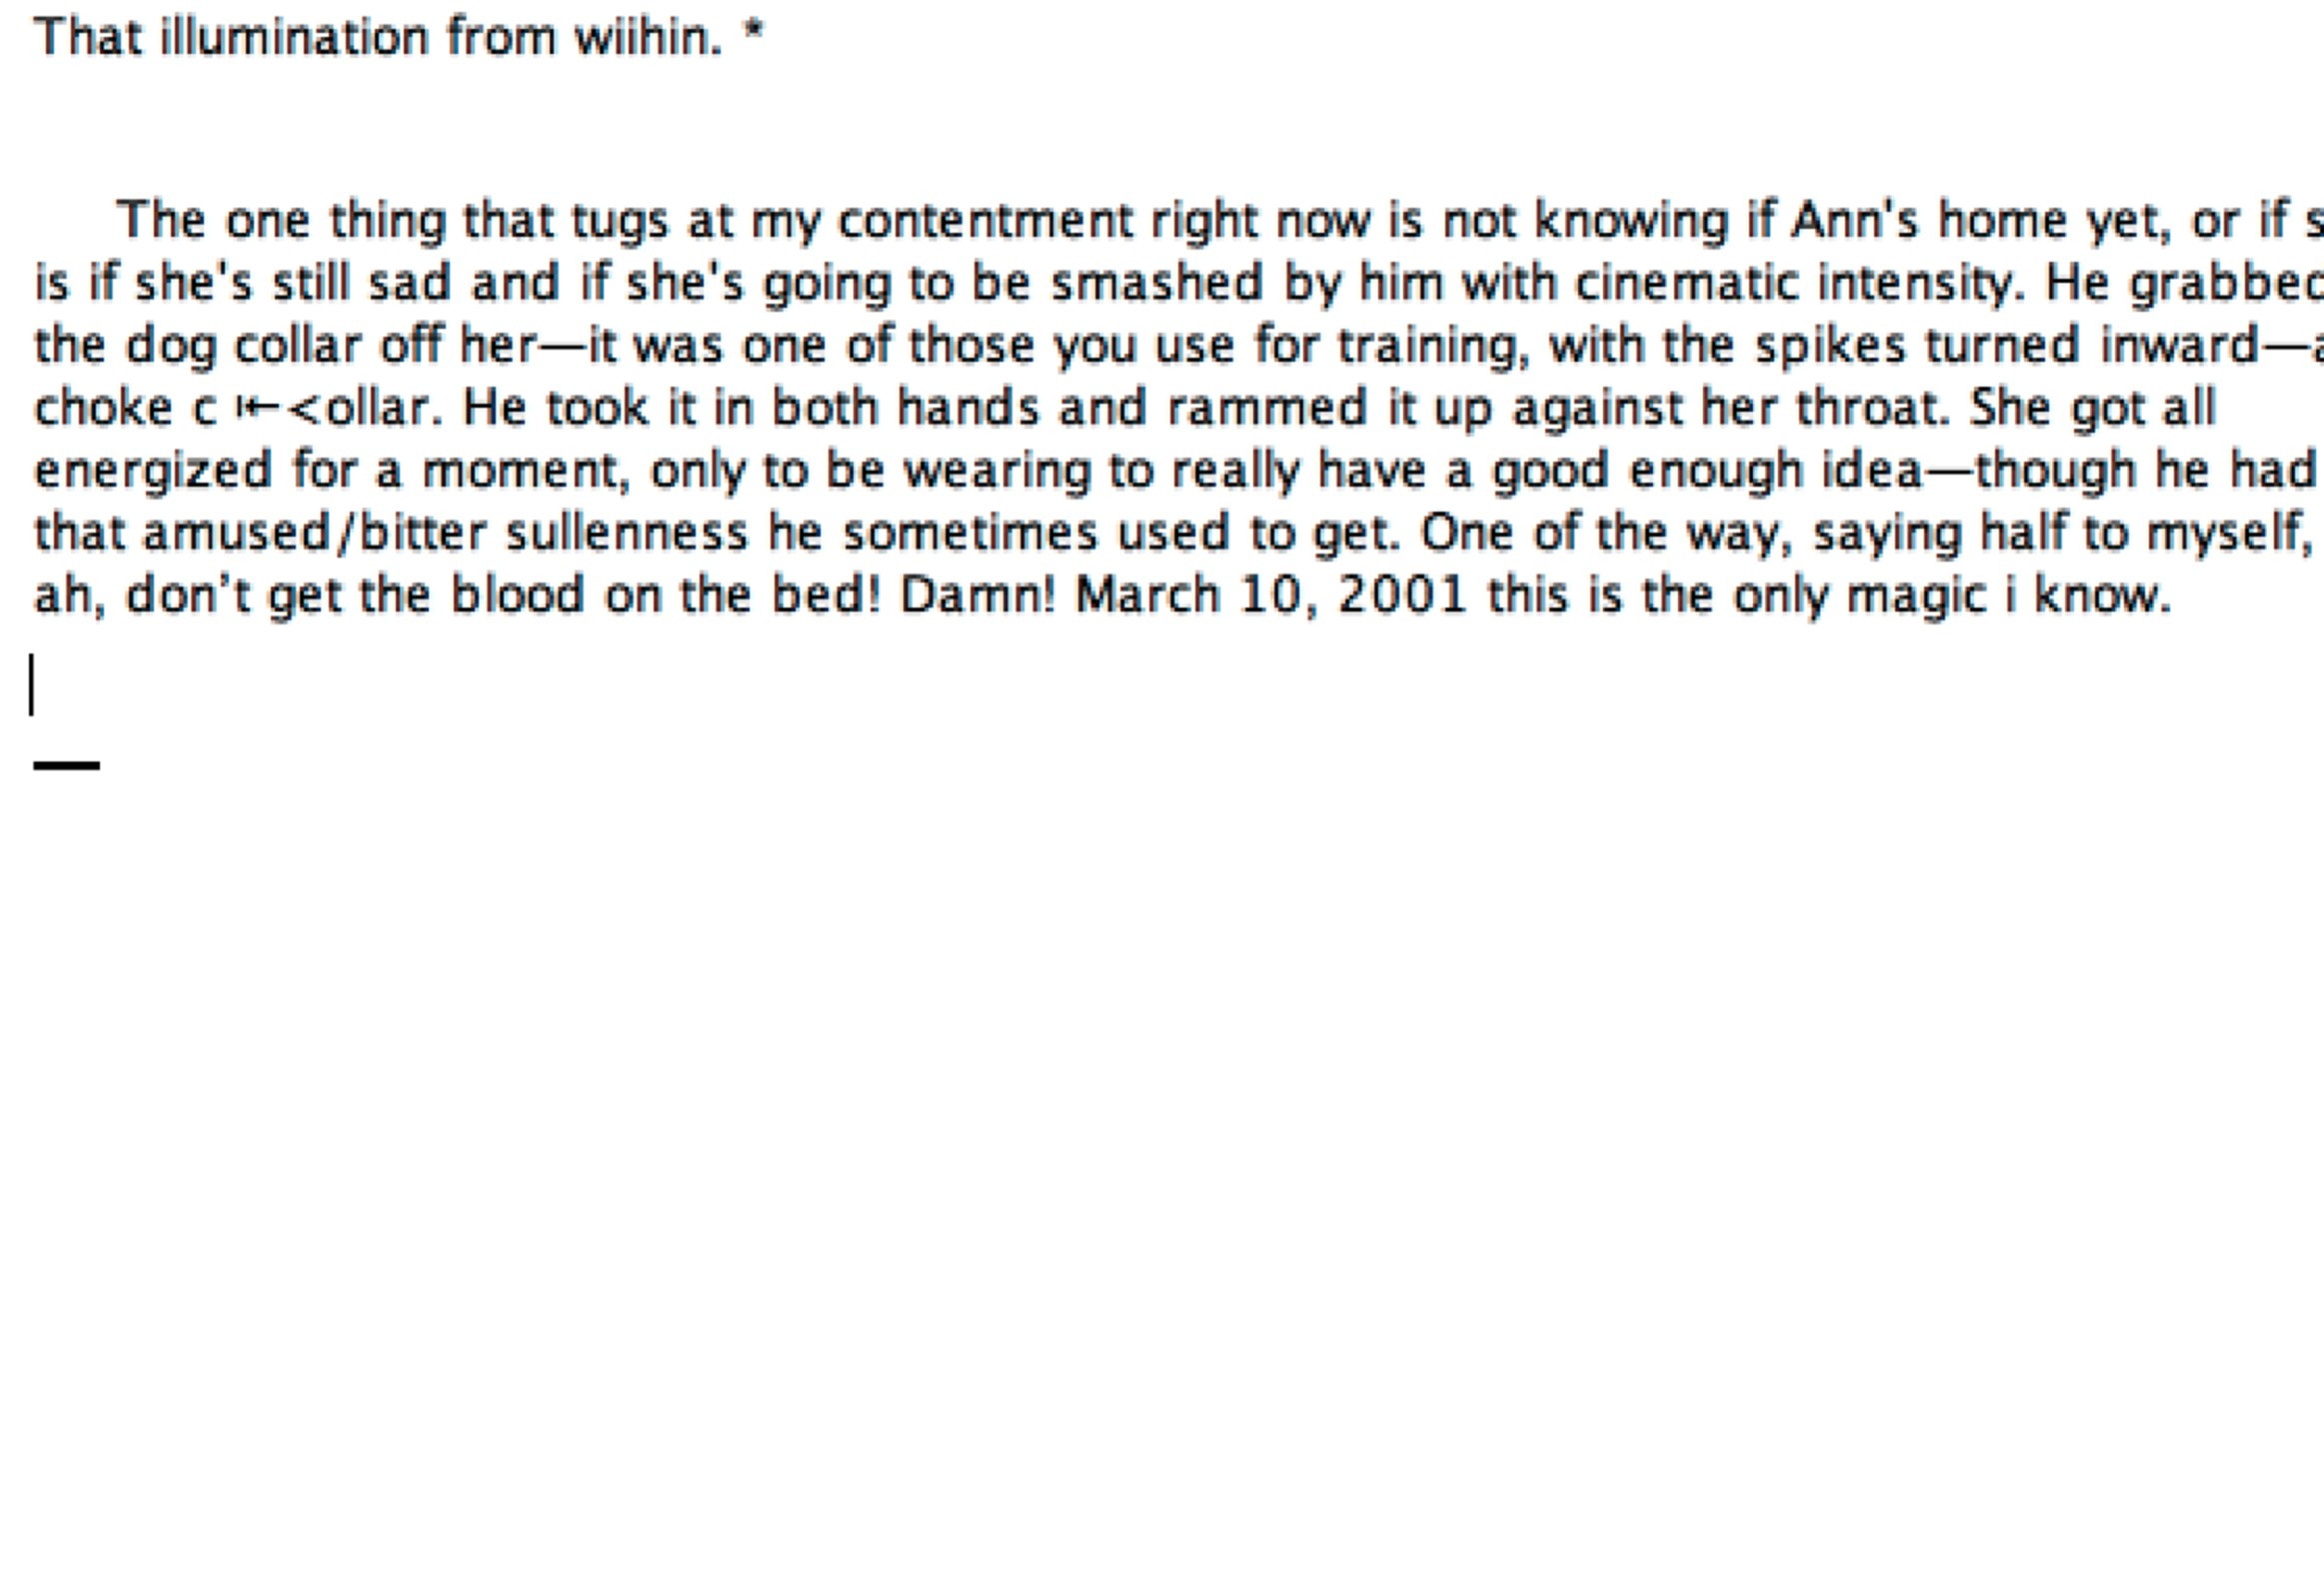 That illumination from wiihin. *
The one thing that tugs at my contentment right now is not knowing if Ann's home yet, or if s
is if she's still sad and if she's going to be smashed by him with cinematic intensity. He grabbed
the dog collar off her—it was one of those you use for training, with the spikes turned inward—a
choke c ⇤<ollar. He took it in both hands and rammed it up against her throat. She got all
energized for a moment, only to be wearing to really have a good enough idea—though he had
that amused/bitter sullenness he sometimes used to get. One of the way, saying half to myself,
ah, don’t get the blood on the bed! Damn! March 10, 2001 this is the only magic i know.